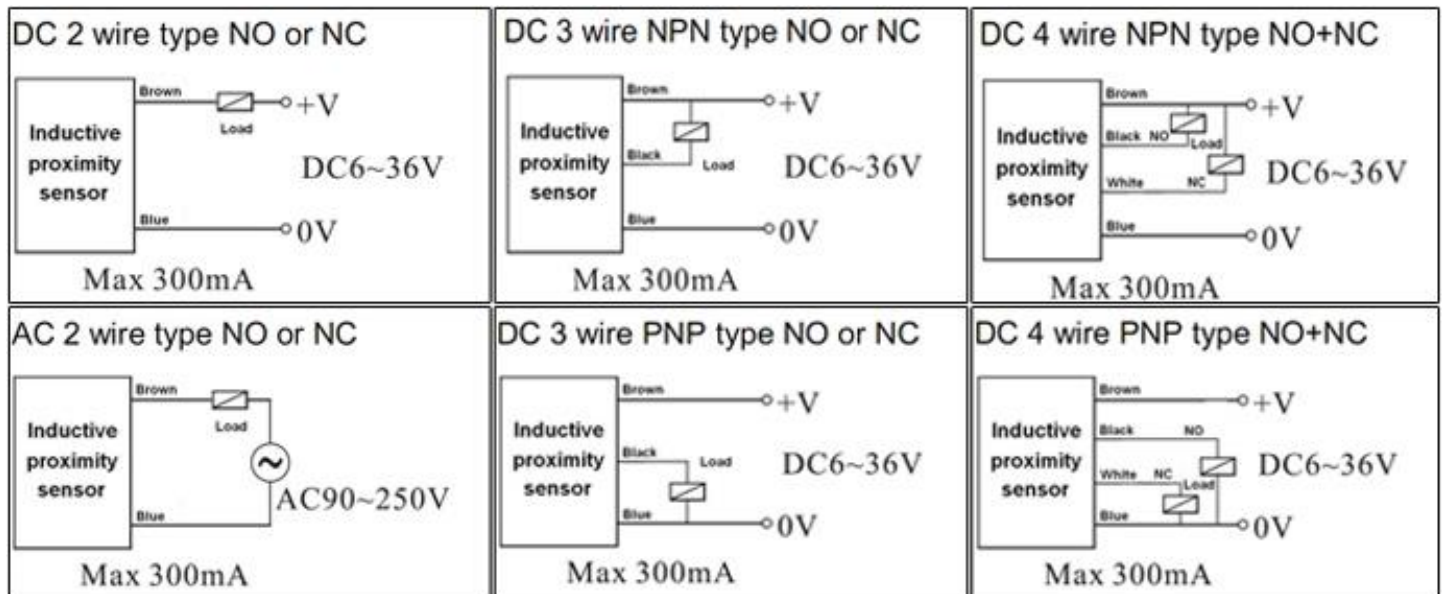 DC 2 wire type NO or NC
Brown
+V
Load
Inductive
proximity
sensor
DC6~36V
Blue
0V
Max 300mA
DC 3 wire NPN type NO or NC
Brown
+V
Inductive
proximity
sensor
Black
Load
DC6~36V
Blue
0V
Max 300mA
DC 4 wire NPN type NO+NC
Brown
+V
Black NO
Load
Inductive
proximity
sensor
DC6~36V
White NC
Blue
0V
Max 300mA
AC 2 wire type NO or NC
Brown
Load
Inductive
proximity
sensor
~
AC90~250V
Blue
Max 300mA
DC 3 wire PNP type NO or NC
Brown
+V
Inductive
proximity
sensor
Black
Load
DC6~36V
Blue
0V
Max 300mA
DC 4 wire PNP type NO+NC
Brown
+V
Inductive
proximity
sensor
Black NO
DC6~36V
White NC
Load
Blue
0V
Max 300mA